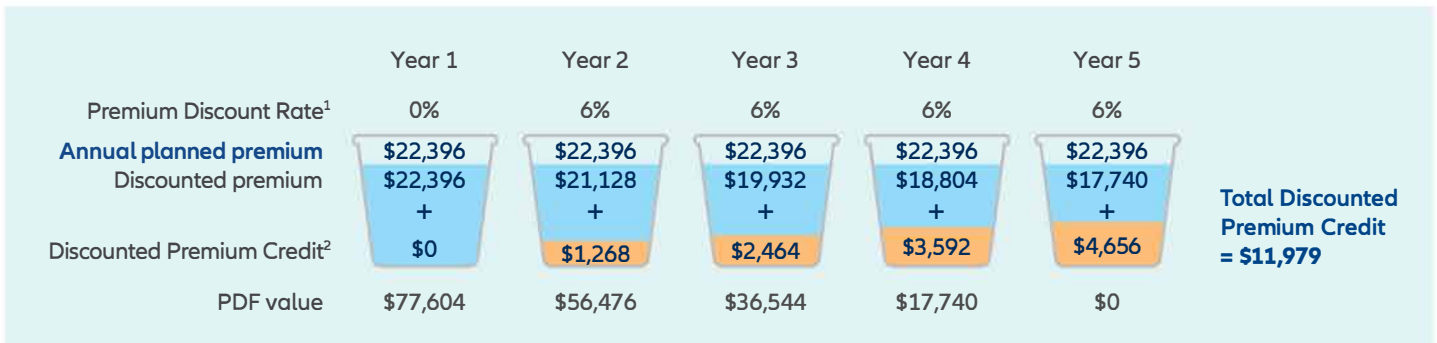 Year 1 Year 2 Year 3 Year 4 Year 5
Premium Discount Rate¹ 0% 6% 6% 6% 6%
Annual planned premium $22,396 $22,396 $22,396 $22,396 $22,396
Discounted premium $22,396 $21,128 $19,932 $18,804 $17,740
+ + + + +
Discounted Premium Credit² $0 $1,268 $2,464 $3,592 $4,656
PDF value $77,604 $56,476 $36,544 $17,740 $0
Total Discounted
Premium Credit
= $11,979